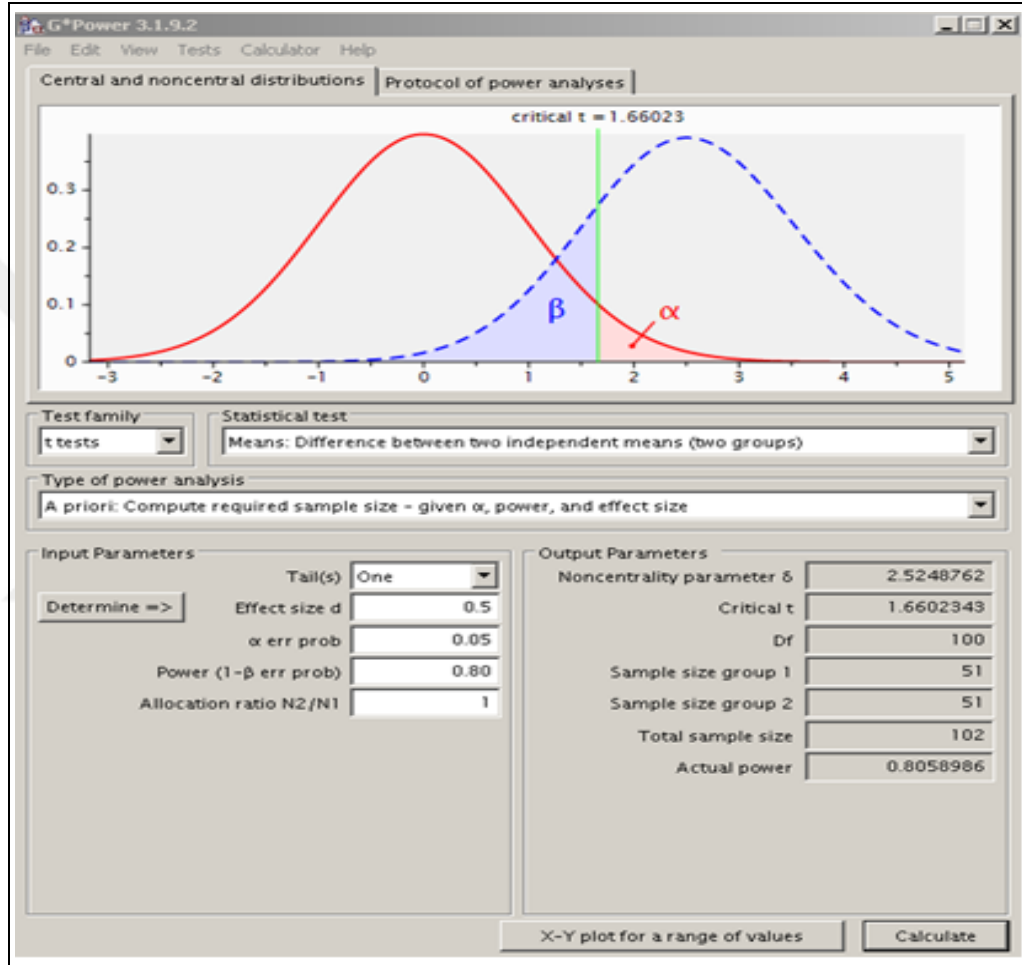 G*Power 3.1.9.2
File Edit View Tests Calculator Help
Central and noncentral distributions Protocol of power analyses
critical t = 1.66023
0.3
0.2
0.1
0
β
α
-3 -2 -1 0 1 2 3 4 5
Test family Statistical test
t tests Means: Difference between two independent means (two groups)
Type of power analysis
A priori: Compute required sample size - given α, power, and effect size
Input Parameters
Tail(s) One
Determine => Effect size d 0.5
α err prob 0.05
Power (1-β err prob) 0.80
Allocation ratio N2/N1 1
Output Parameters
Noncentrality parameter δ 2.5248762
Critical t 1.6602343
Df 100
Sample size group 1 51
Sample size group 2 51
Total sample size 102
Actual power 0.8058986
X-Y plot for a range of values Calculate